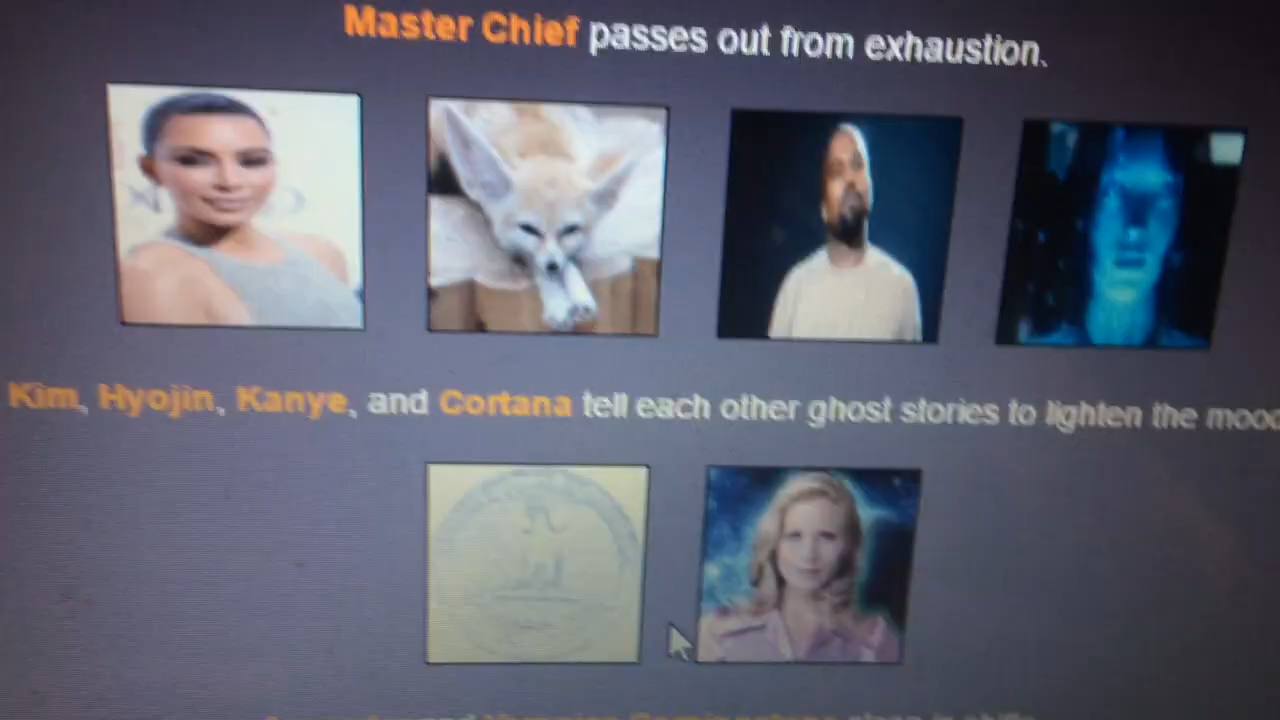 Master Chief passes out from exhaustion.
Kim, Hyojin, Kanye, and Cortana tell each other ghost stories to lighten the mood